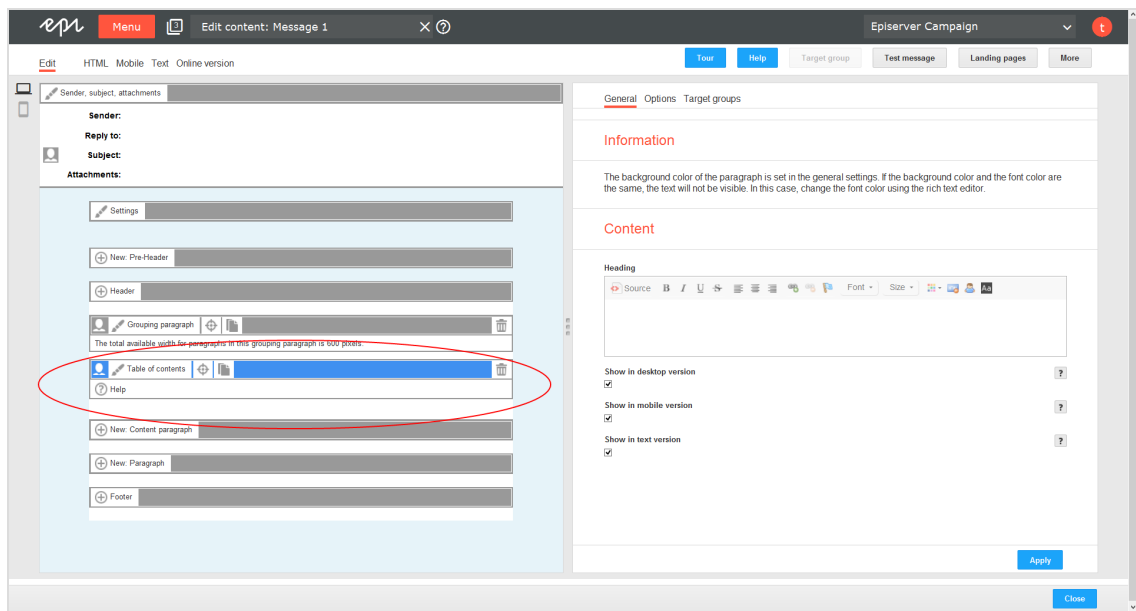 epi Menu 3 Edit content: Message 1 Episerver Campaign t
Edit HTML Mobile Text Online version Tour Help Target group Test message Landing pages More
Sender, subject, attachments
Sender:
Reply to:
Subject:
Attachments:
Settings
New: Pre-Header
Header
Grouping paragraph
The total available width for paragraphs in this grouping paragraph is 600 pixels.
Table of contents
? Help
New: Content paragraph
New: Paragraph
Footer
General Options Target groups
Information
The background color of the paragraph is set in the general settings. If the background color and the font color are
the same, the text will not be visible. In this case, change the font color using the rich text editor.
Content
Heading
Source B I U S Font Size Aa
Show in desktop version ?
Show in mobile version ?
Show in text version ?
Apply
Close